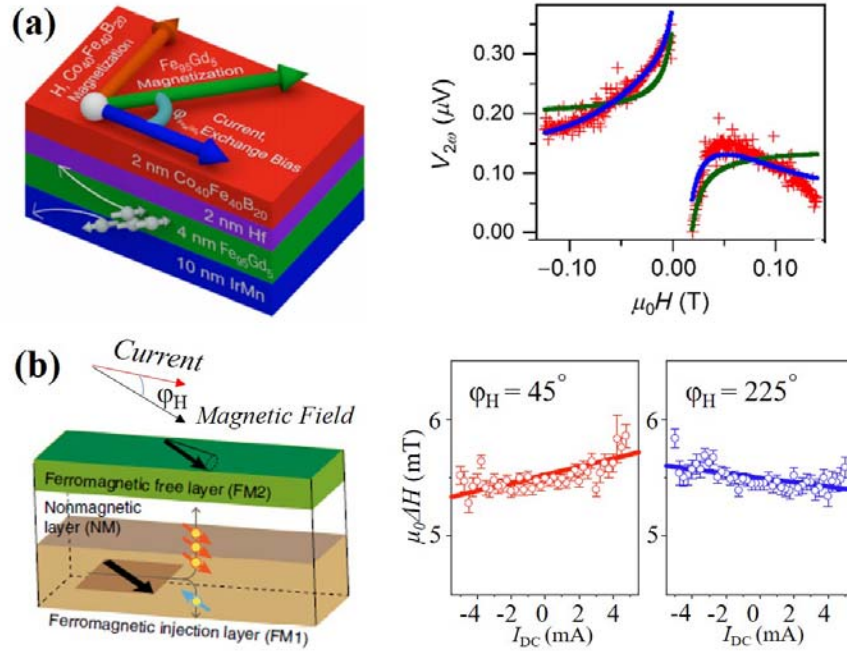 (a)
H, Co₄₀Fe₄₀B₂₀
Magnetization
Fe₉₅Gd₅
Magnetization
Current,
Exchange Bias
2 nm Co₄₀Fe₄₀B₂₀
2 nm Hf
4 nm Fe₉₅Gd₅
10 nm IrMn
V₂ω (μV)
0.30
0.20
0.10
0.00
−0.10
0.00
0.10
μ₀H (T)
(b)
Current
φH
Magnetic Field
Ferromagnetic free layer (FM2)
Nonmagnetic
layer (NM)
Ferromagnetic injection layer (FM1)
μ₀ΔH (mT)
6
5
φH = 45°
-4 -2 0 2 4
I_DC (mA)
6
5
φH = 225°
-4 -2 0 2 4
I_DC (mA)